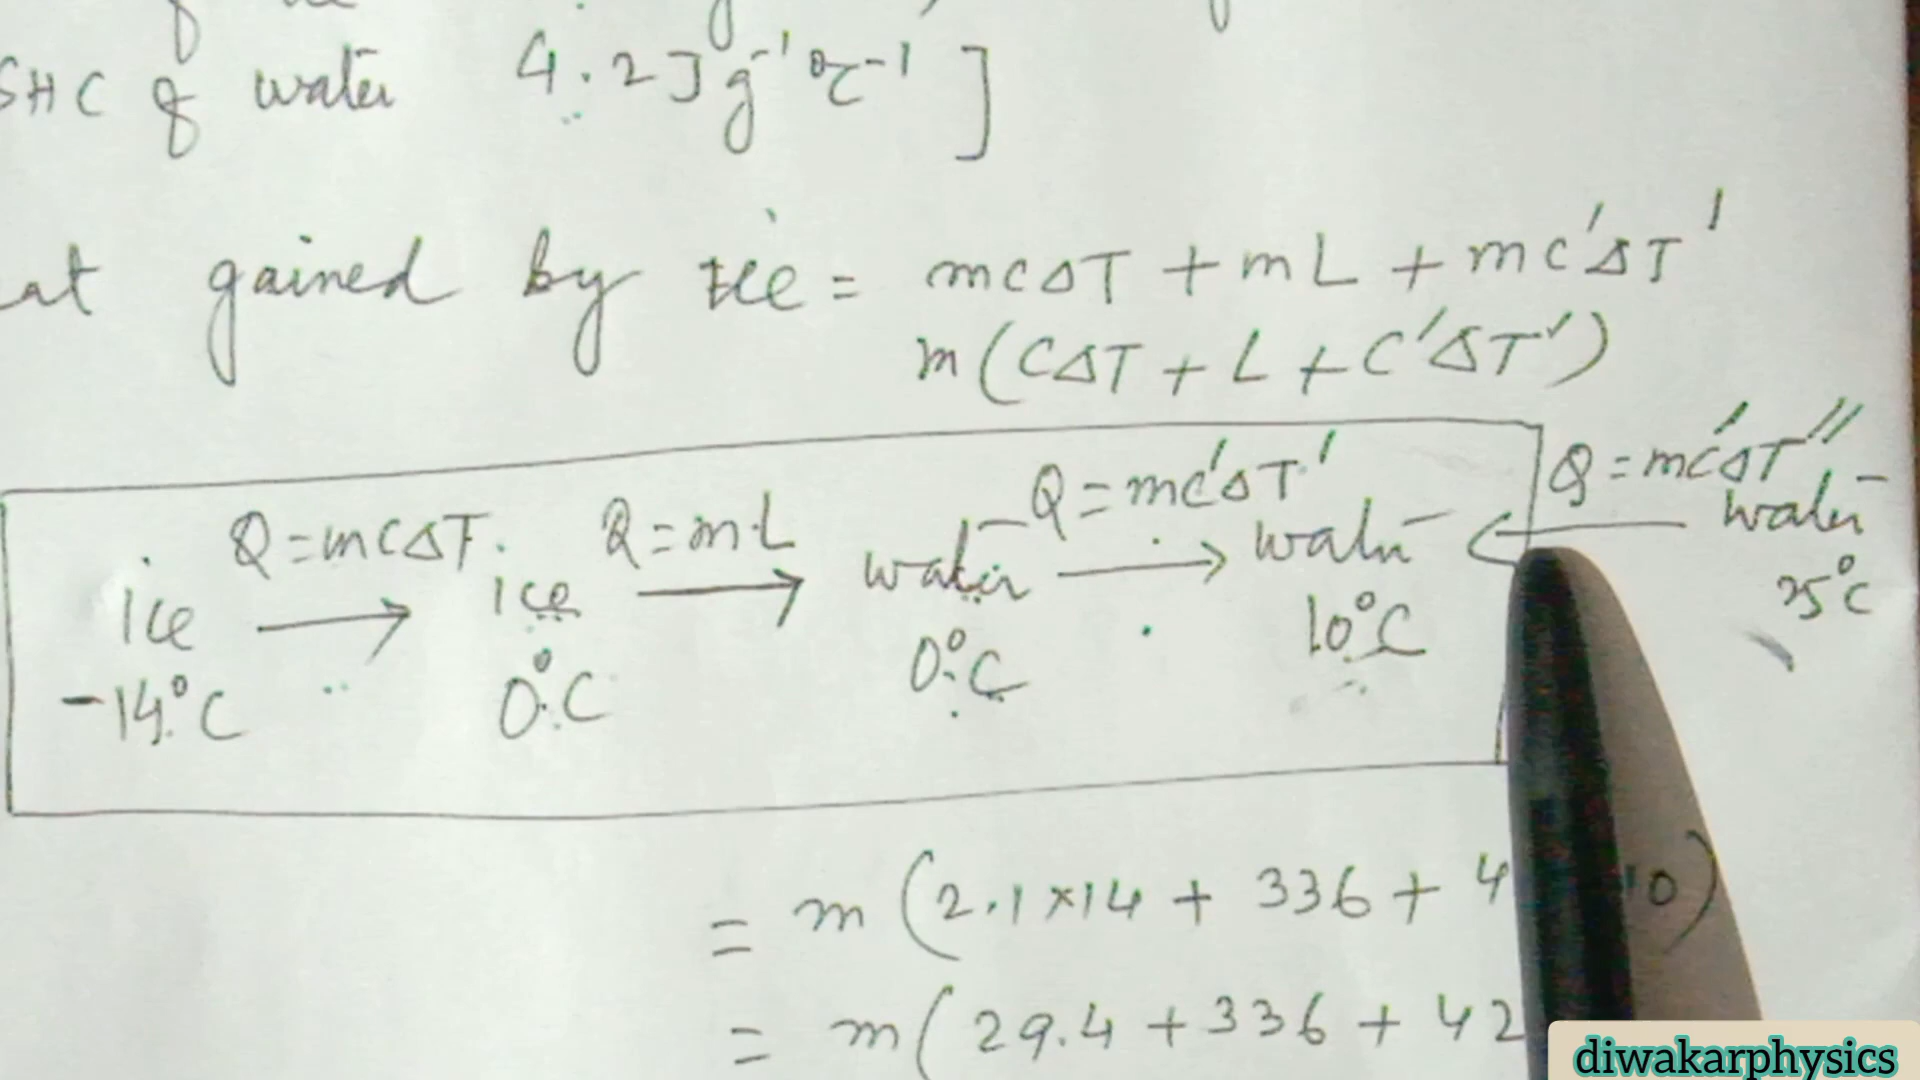 SHC of water 4.2 J g⁻¹ °C⁻¹ ]
at gained by ice = mcΔT + mL + mc'ΔT'
m(CΔT + L + C'ΔT')
Q = mc'ΔT''
Q = mcΔT Q = mL Q = mc'ΔT'
ice → ice → water → water ← water
-14°C 0°C 0°C 10°C 25°C
= m (2.1×14 + 336 + 4 10)
= m ( 29.4 + 336 + 42
diwakarphysics